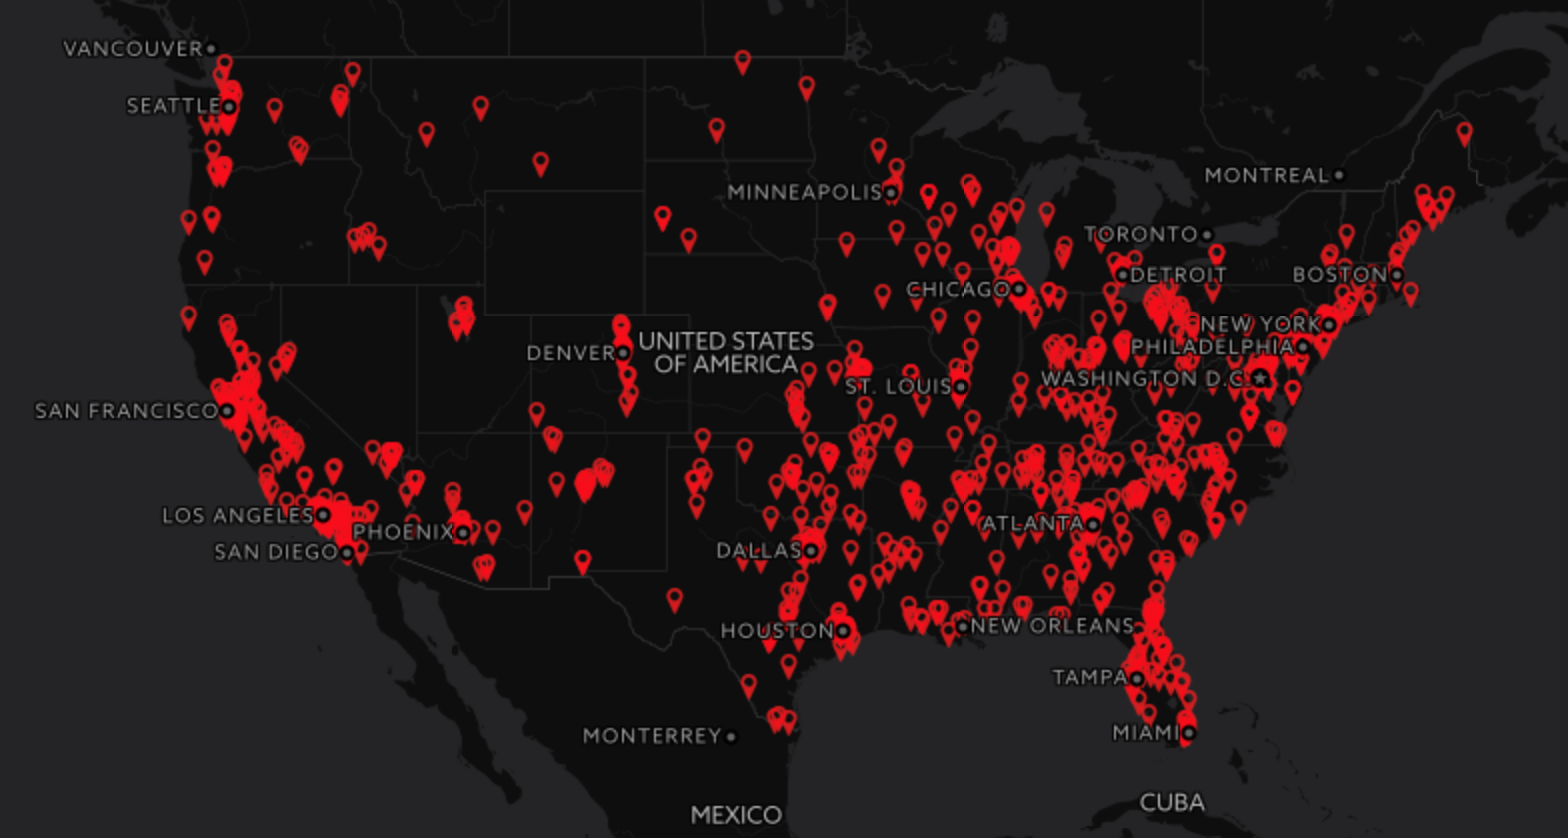 VANCOUVER
SEATTLE
MINNEAPOLIS
MONTREAL
TORONTO
DETROIT
BOSTON
CHICAGO
NEW YORK
UNITED STATES
OF AMERICA
DENVER
PHILADELPHIA
ST. LOUIS
WASHINGTON D.C.
SAN FRANCISCO
LOS ANGELES
PHOENIX
ATLANTA
SAN DIEGO
DALLAS
HOUSTON
NEW ORLEANS
TAMPA
MIAMI
MONTERREY
CUBA
MEXICO